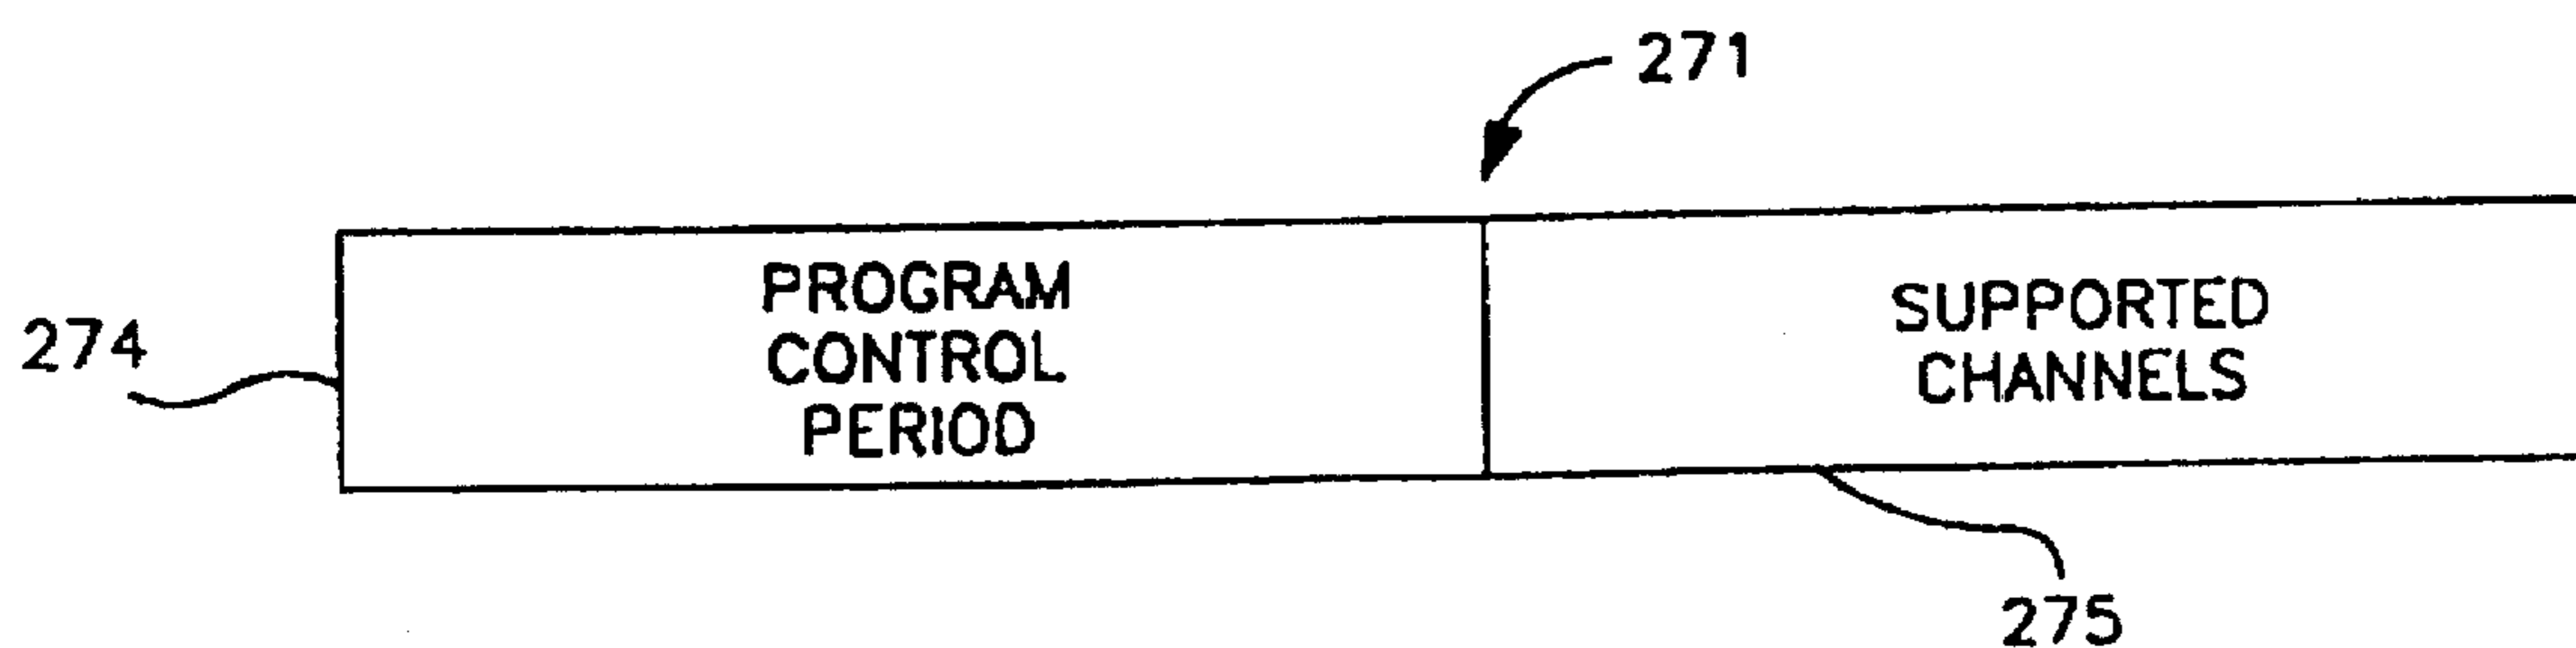 271
274
PROGRAM
CONTROL
PERIOD
SUPPORTED
CHANNELS
275